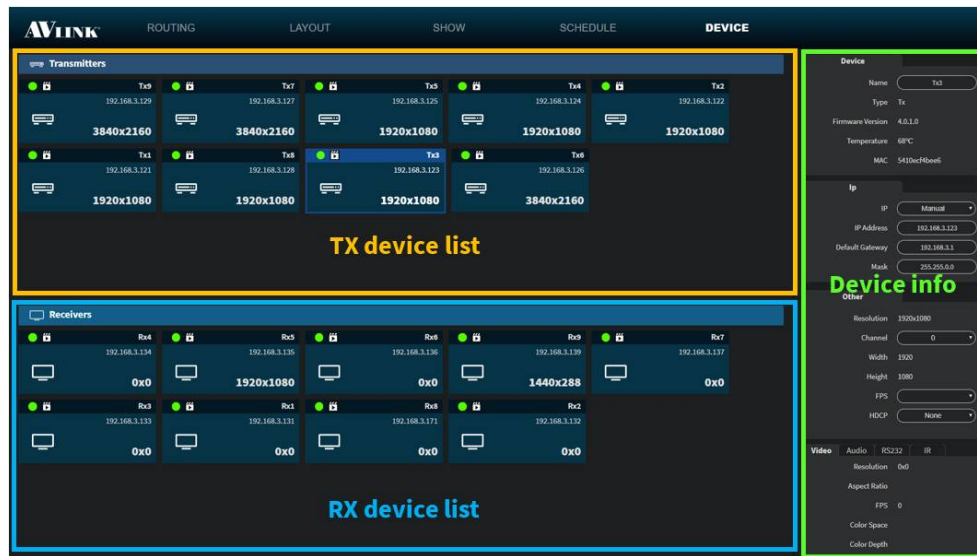 AVLINK ROUTING LAYOUT SHOW SCHEDULE DEVICE
Transmitters
Tx9 Tx7 Tx5 Tx4 Tx2
192.168.3.129 192.168.3.127 192.168.3.125 192.168.3.124 192.168.3.122
3840x2160 3840x2160 1920x1080 1920x1080 1920x1080
Tx1 Tx8 Tx3 Tx6
192.168.3.121 192.168.3.128 192.168.3.123 192.168.3.126
1920x1080 1920x1080 1920x1080 3840x2160
TX device list
Receivers
Rx4 Rx5 Rx6 Rx9 Rx7
192.168.3.134 192.168.3.135 192.168.3.136 192.168.3.139 192.168.3.137
0x0 1920x1080 0x0 1440x288 0x0
Rx3 Rx1 Rx8 Rx2
192.168.3.133 192.168.3.131 192.168.3.171 192.168.3.132
0x0 0x0 0x0 0x0
RX device list
Device
Name Tx3
Type Tx
Firmware Version 4.0.1.0
Temperature 68°C
MAC 5410ecf4bee6
Ip
IP Manual
IP Address 192.168.3.123
Default Gateway 192.168.3.1
Mask 255.255.0.0
Device info
Other
Resolution 1920x1080
Channel 0
Width 1920
Height 1080
FPS
HDCP None
Video Audio RS232 IR
Resolution 0x0
Aspect Ratio
FPS 0
Color Space
Color Depth